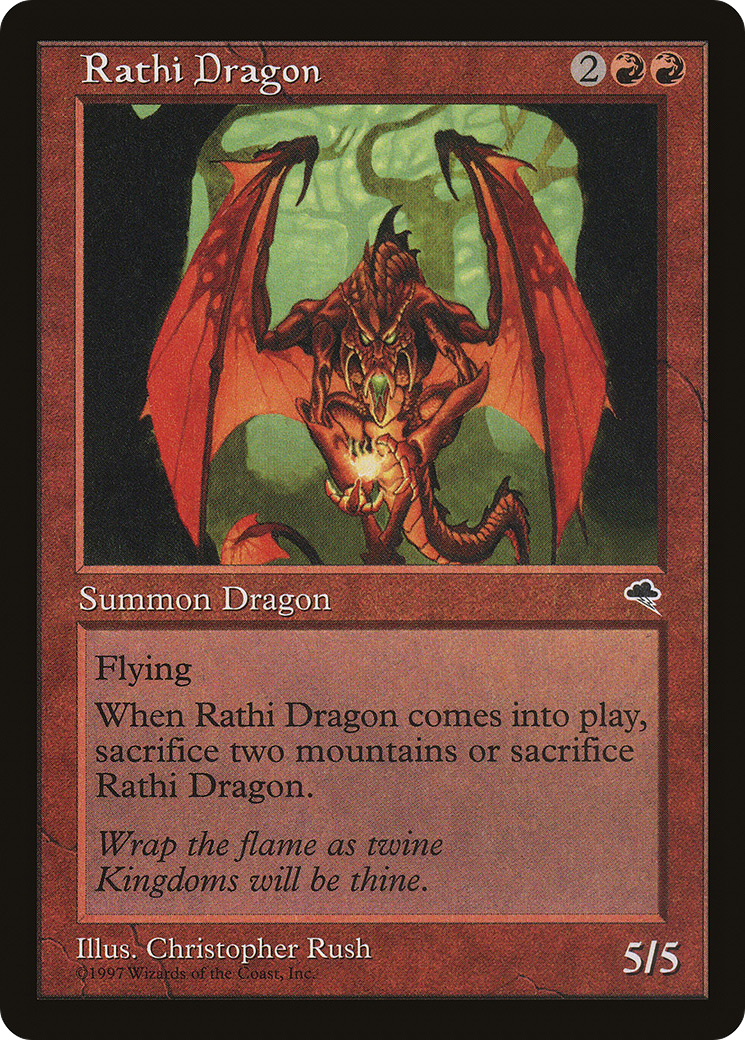 Rathi Dragon 2
Summon Dragon
Flying
When Rathi Dragon comes into play,
sacrifice two mountains or sacrifice
Rathi Dragon.
Wrap the flame as twine
Kingdoms will be thine.
Illus. Christopher Rush
©1997 Wizards of the Coast, Inc.
5/5